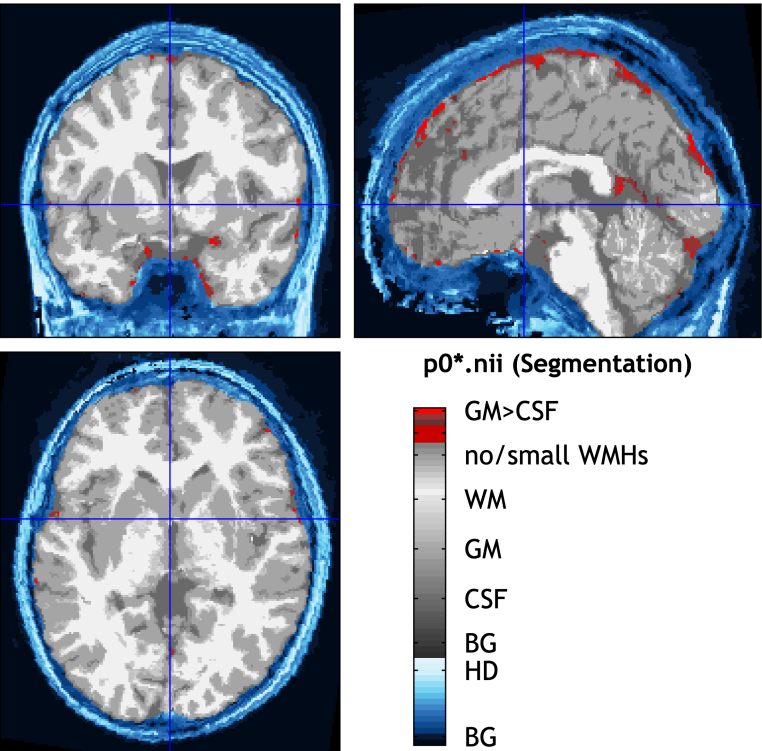 p0*.nii (Segmentation)
GM>CSF
no/small WMHs
WM
GM
CSF
BG
HD
BG